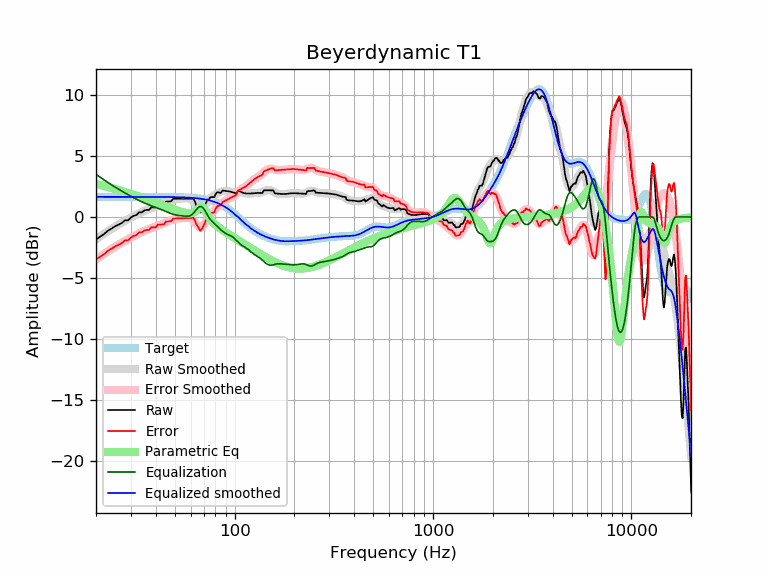 Beyerdynamic T1
10
5
0
−5
−10
−15
−20
Amplitude (dBr)
Target
Raw Smoothed
Error Smoothed
Raw
Error
Parametric Eq
Equalization
Equalized smoothed
100
1000
10000
Frequency (Hz)